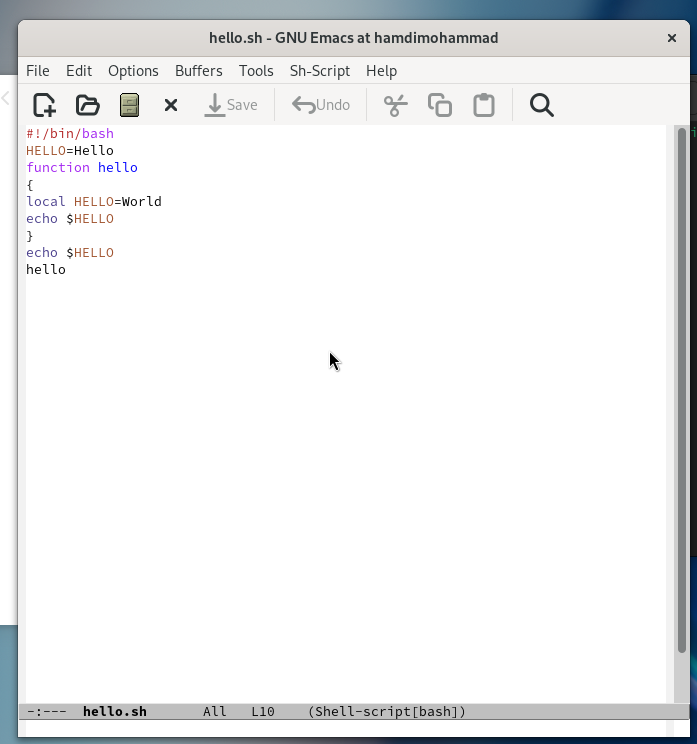 hello.sh - GNU Emacs at hamdimohammad
File Edit Options Buffers Tools Sh-Script Help
Save Undo
#!/bin/bash
HELLO=Hello
function hello
{
local HELLO=World
echo $HELLO
}
echo $HELLO
hello
-:--- hello.sh All L10 (Shell-script[bash])